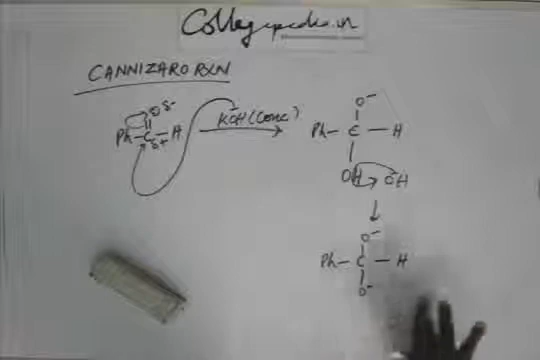 Collegepedia.in
CANNIZARO RXN
O δ-
Ph - C - H
δ+
KOH (conc)
O-
Ph - C - H
OH
OH
O-
Ph - C - H
O-